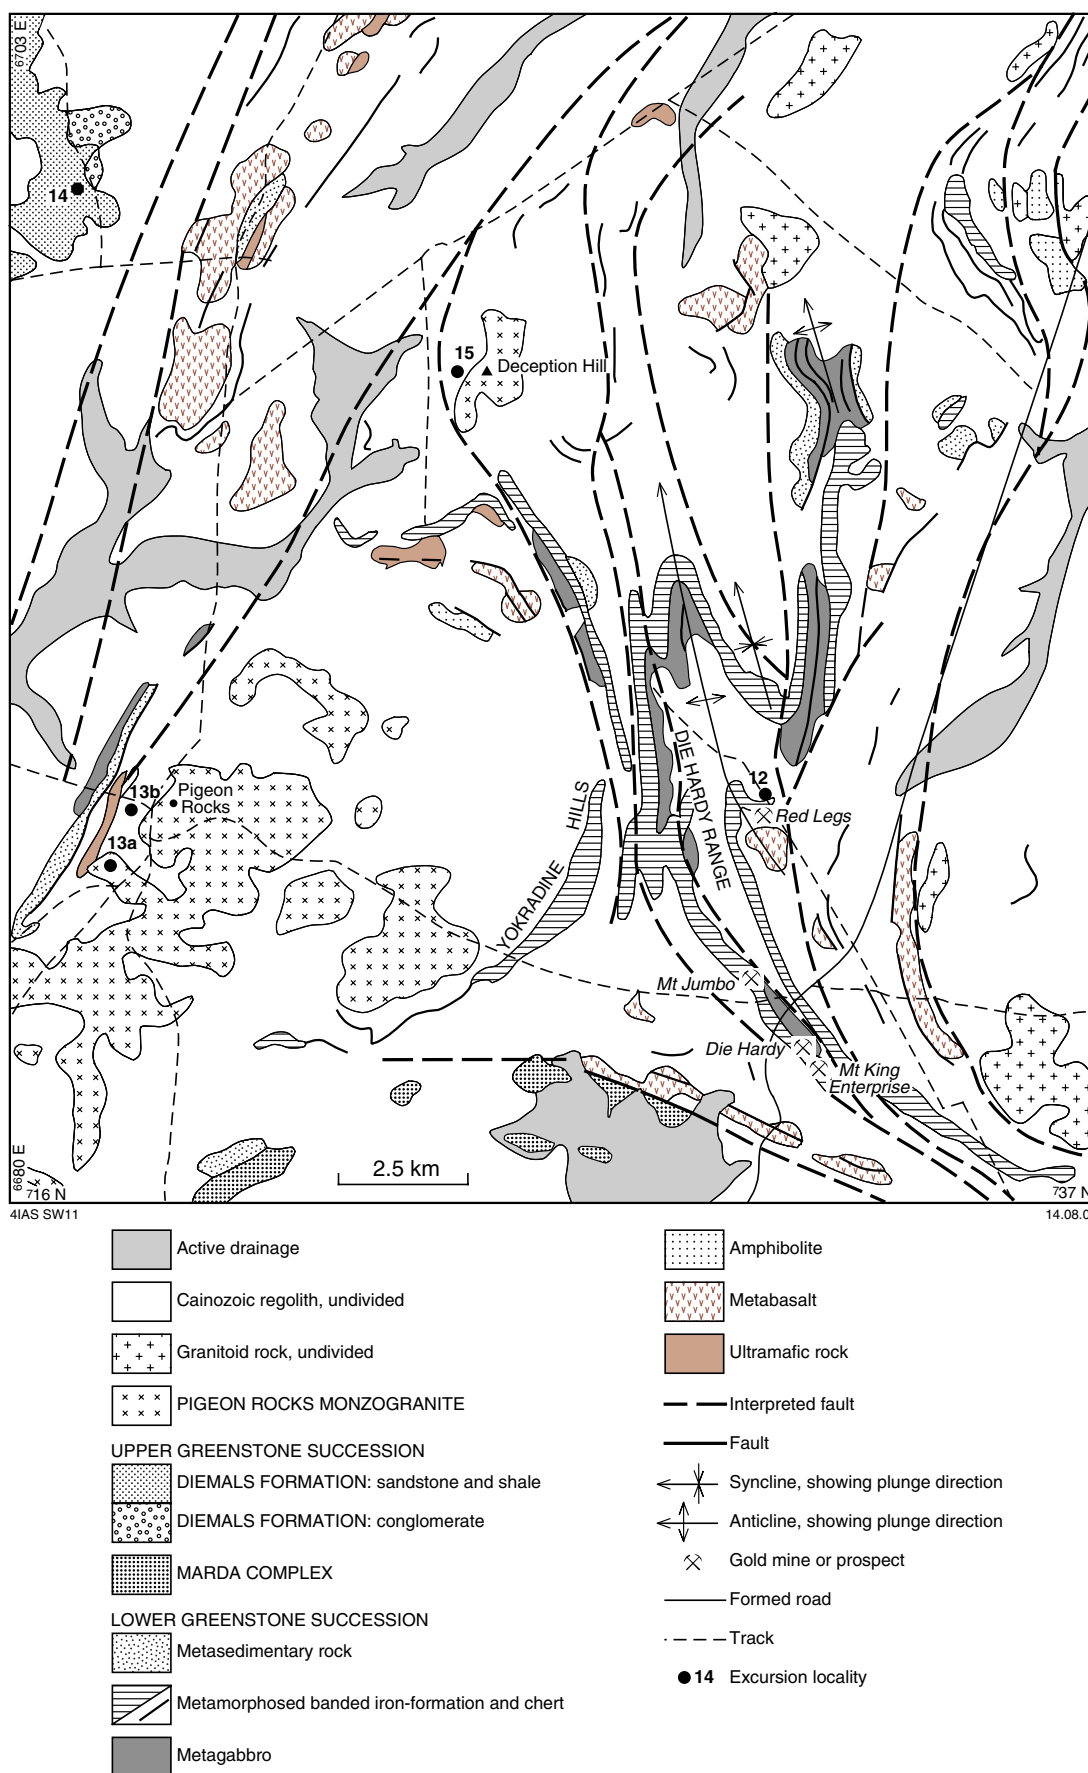 6703 E
14
15
Deception Hill
13b
Pigeon
Rocks
13a
YOKRADINE HILLS
DIE HARDY RANGE
12
Red Legs
Mt Jumbo
Die Hardy
Mt King
Enterprise
6680 E
716 N
2.5 km
737 N
4IAS SW11
14.08.0
Active drainage
Cainozoic regolith, undivided
Granitoid rock, undivided
PIGEON ROCKS MONZOGRANITE
UPPER GREENSTONE SUCCESSION
DIEMALS FORMATION: sandstone and shale
DIEMALS FORMATION: conglomerate
MARDA COMPLEX
LOWER GREENSTONE SUCCESSION
Metasedimentary rock
Metamorphosed banded iron-formation and chert
Metagabbro
Amphibolite
Metabasalt
Ultramafic rock
Interpreted fault
Fault
Syncline, showing plunge direction
Anticline, showing plunge direction
Gold mine or prospect
Formed road
Track
14 Excursion locality